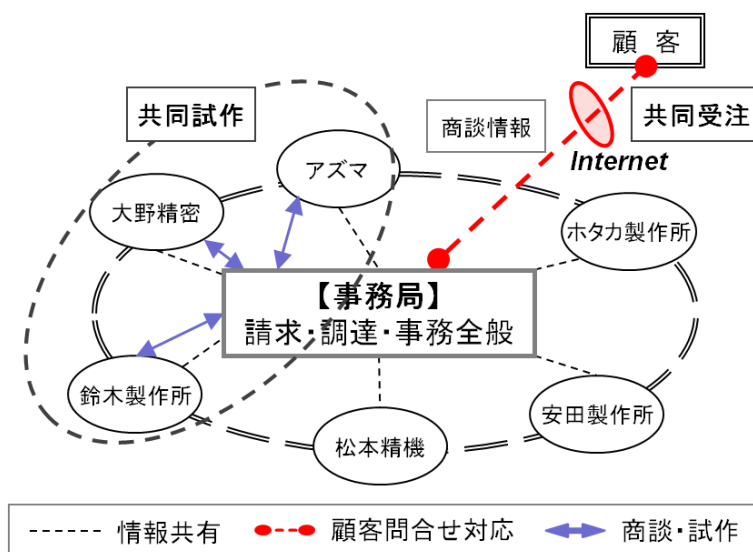 顧 客
共同試作
商談情報
共同受注
Internet
アズマ
大野精密
ホタカ製作所
【事務局】
請求・調達・事務全般
鈴木製作所
安田製作所
松本精機
情報共有
顧客問合せ対応
商談・試作